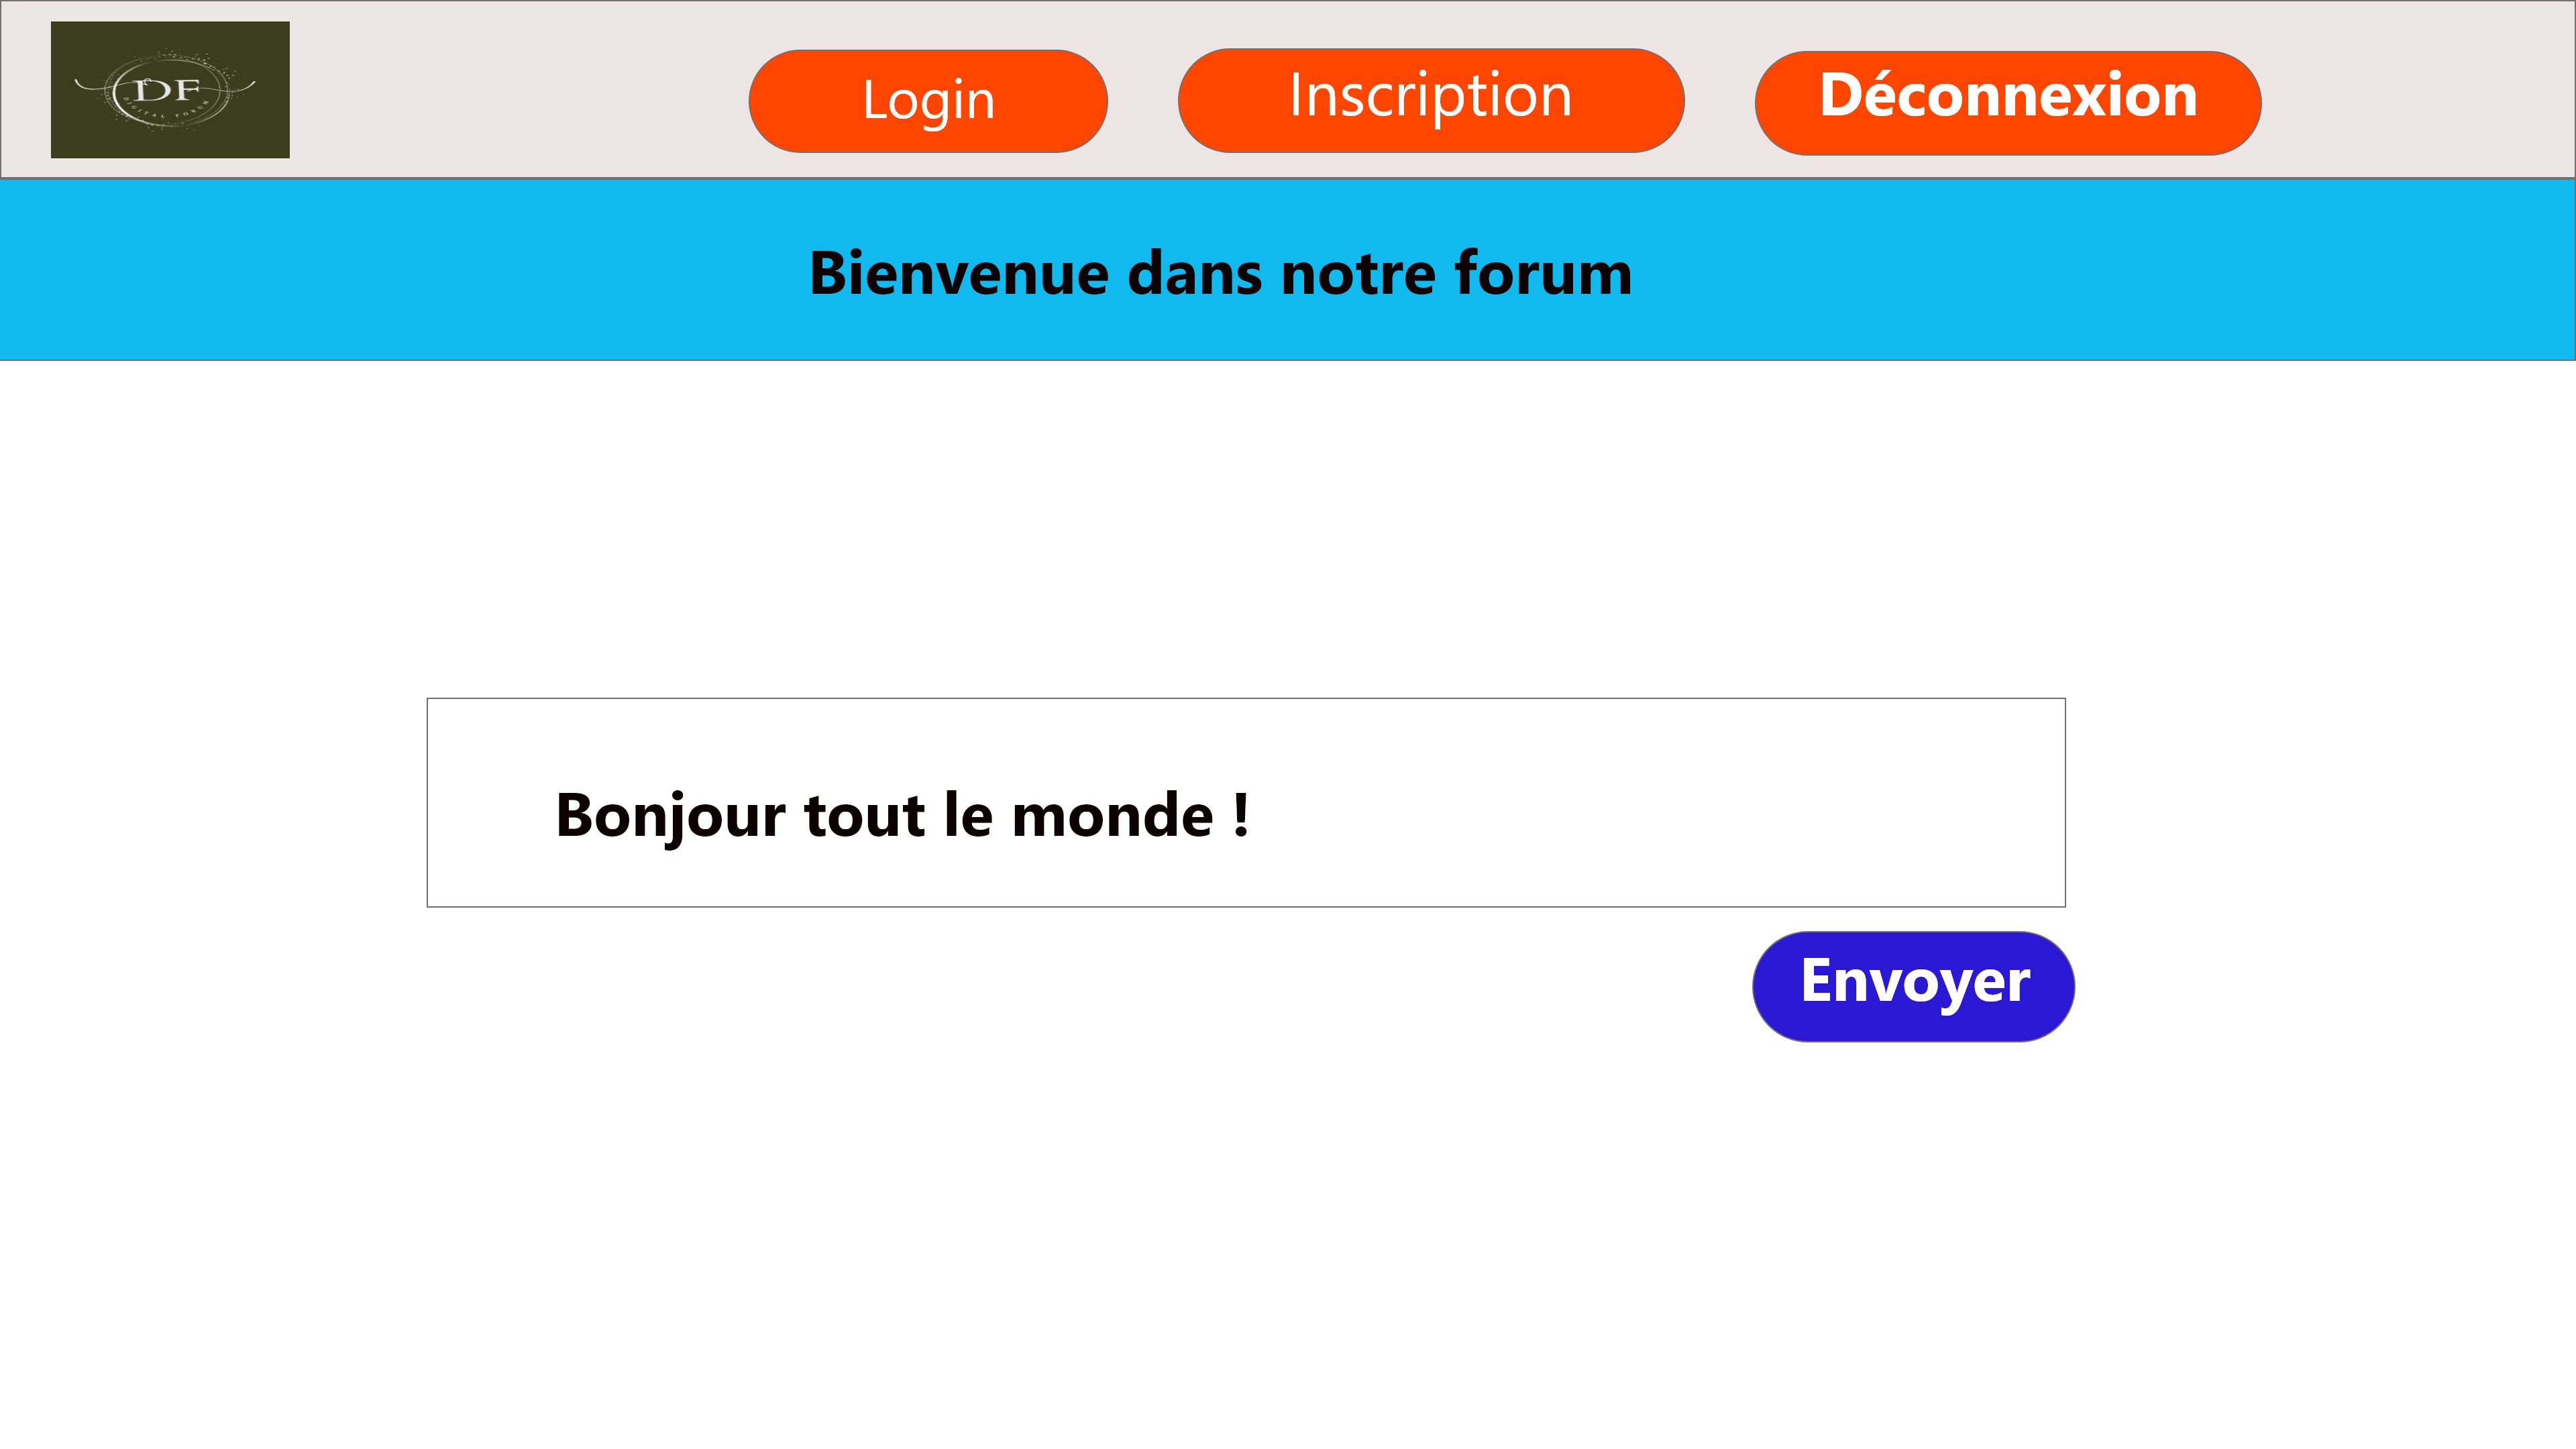 DF
DIGITAL FORUM
Login
Inscription
Déconnexion
Bienvenue dans notre forum
Bonjour tout le monde !
Envoyer